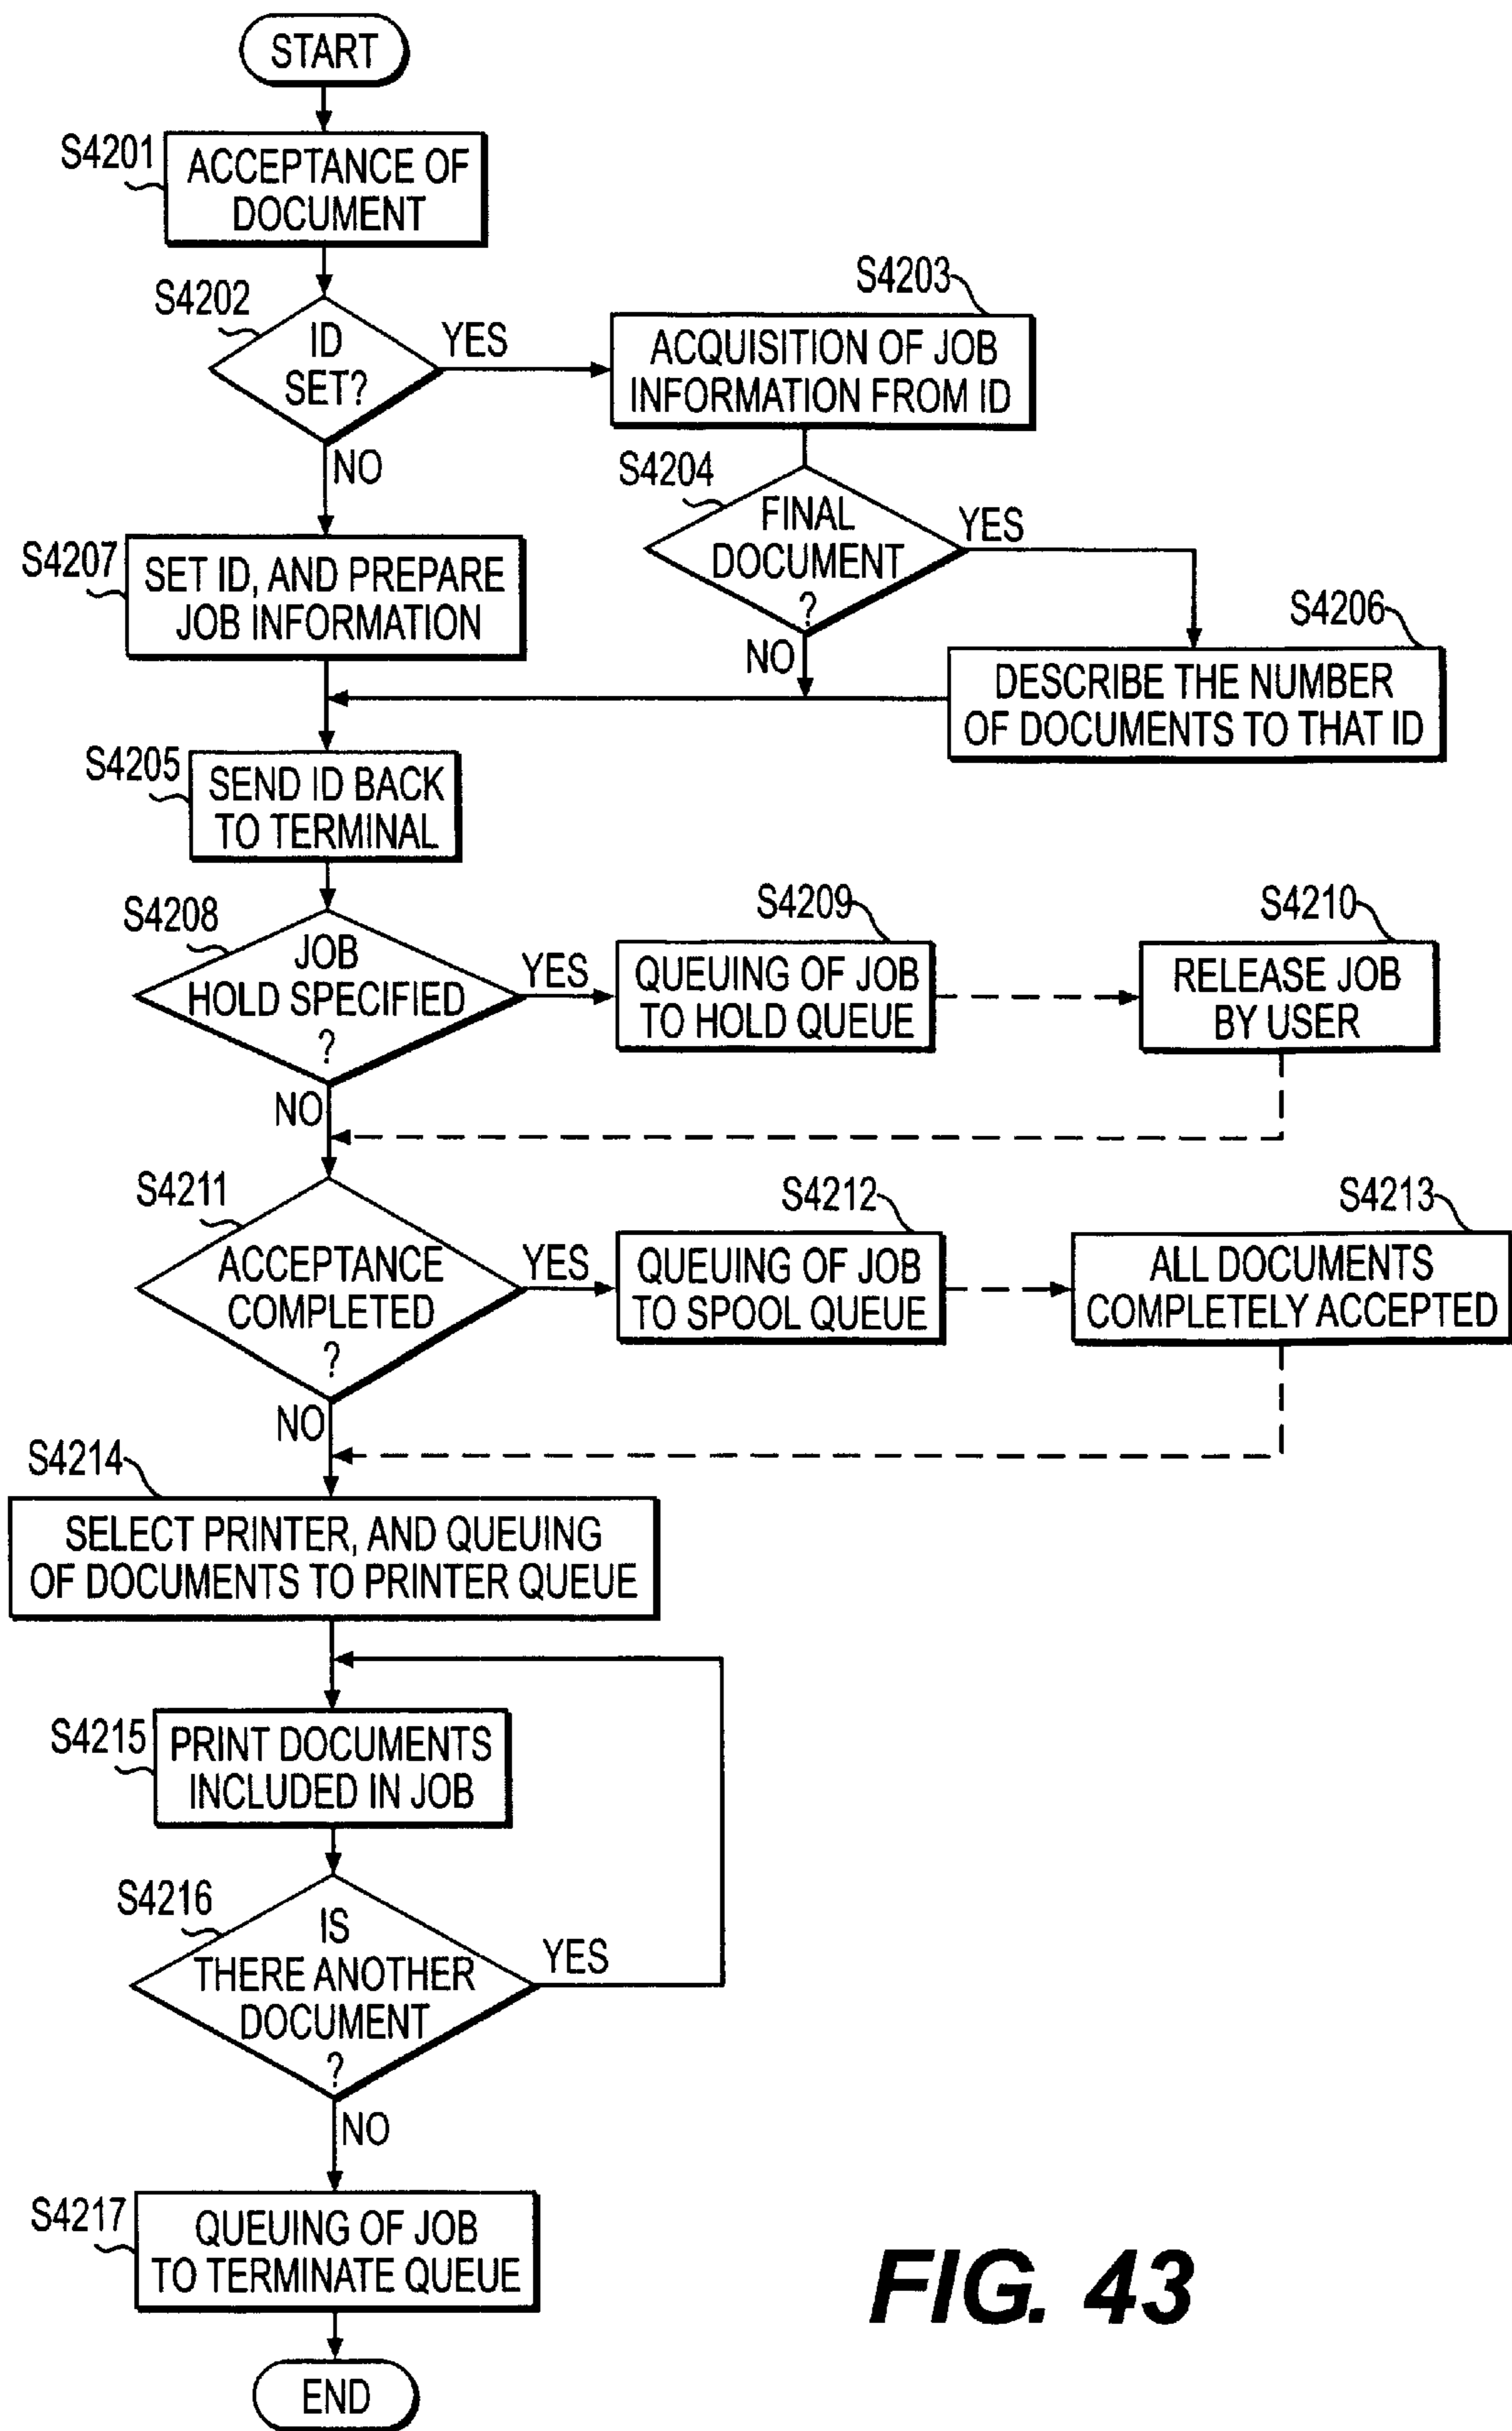 START
S4201
ACCEPTANCE OF
DOCUMENT
S4202
ID
SET?
YES
NO
S4203
ACQUISITION OF JOB
INFORMATION FROM ID
S4204
FINAL
DOCUMENT
?
YES
NO
S4206
DESCRIBE THE NUMBER
OF DOCUMENTS TO THAT ID
S4207
SET ID, AND PREPARE
JOB INFORMATION
S4205
SEND ID BACK
TO TERMINAL
S4208
JOB
HOLD SPECIFIED
?
YES
NO
S4209
QUEUING OF JOB
TO HOLD QUEUE
S4210
RELEASE JOB
BY USER
S4211
ACCEPTANCE
COMPLETED
?
YES
NO
S4212
QUEUING OF JOB
TO SPOOL QUEUE
S4213
ALL DOCUMENTS
COMPLETELY ACCEPTED
S4214
SELECT PRINTER, AND QUEUING
OF DOCUMENTS TO PRINTER QUEUE
S4215
PRINT DOCUMENTS
INCLUDED IN JOB
S4216
IS
THERE ANOTHER
DOCUMENT
?
YES
NO
S4217
QUEUING OF JOB
TO TERMINATE QUEUE
END
FIG. 43